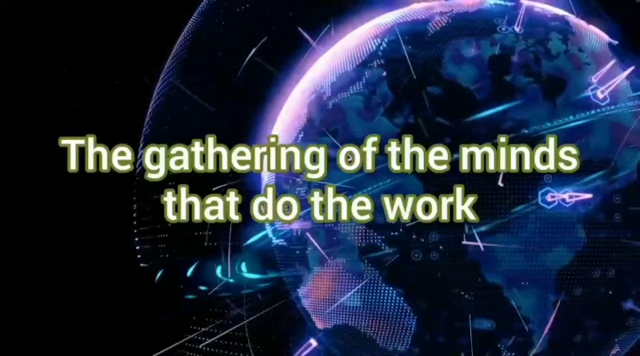 The gathering of the minds
that do the work